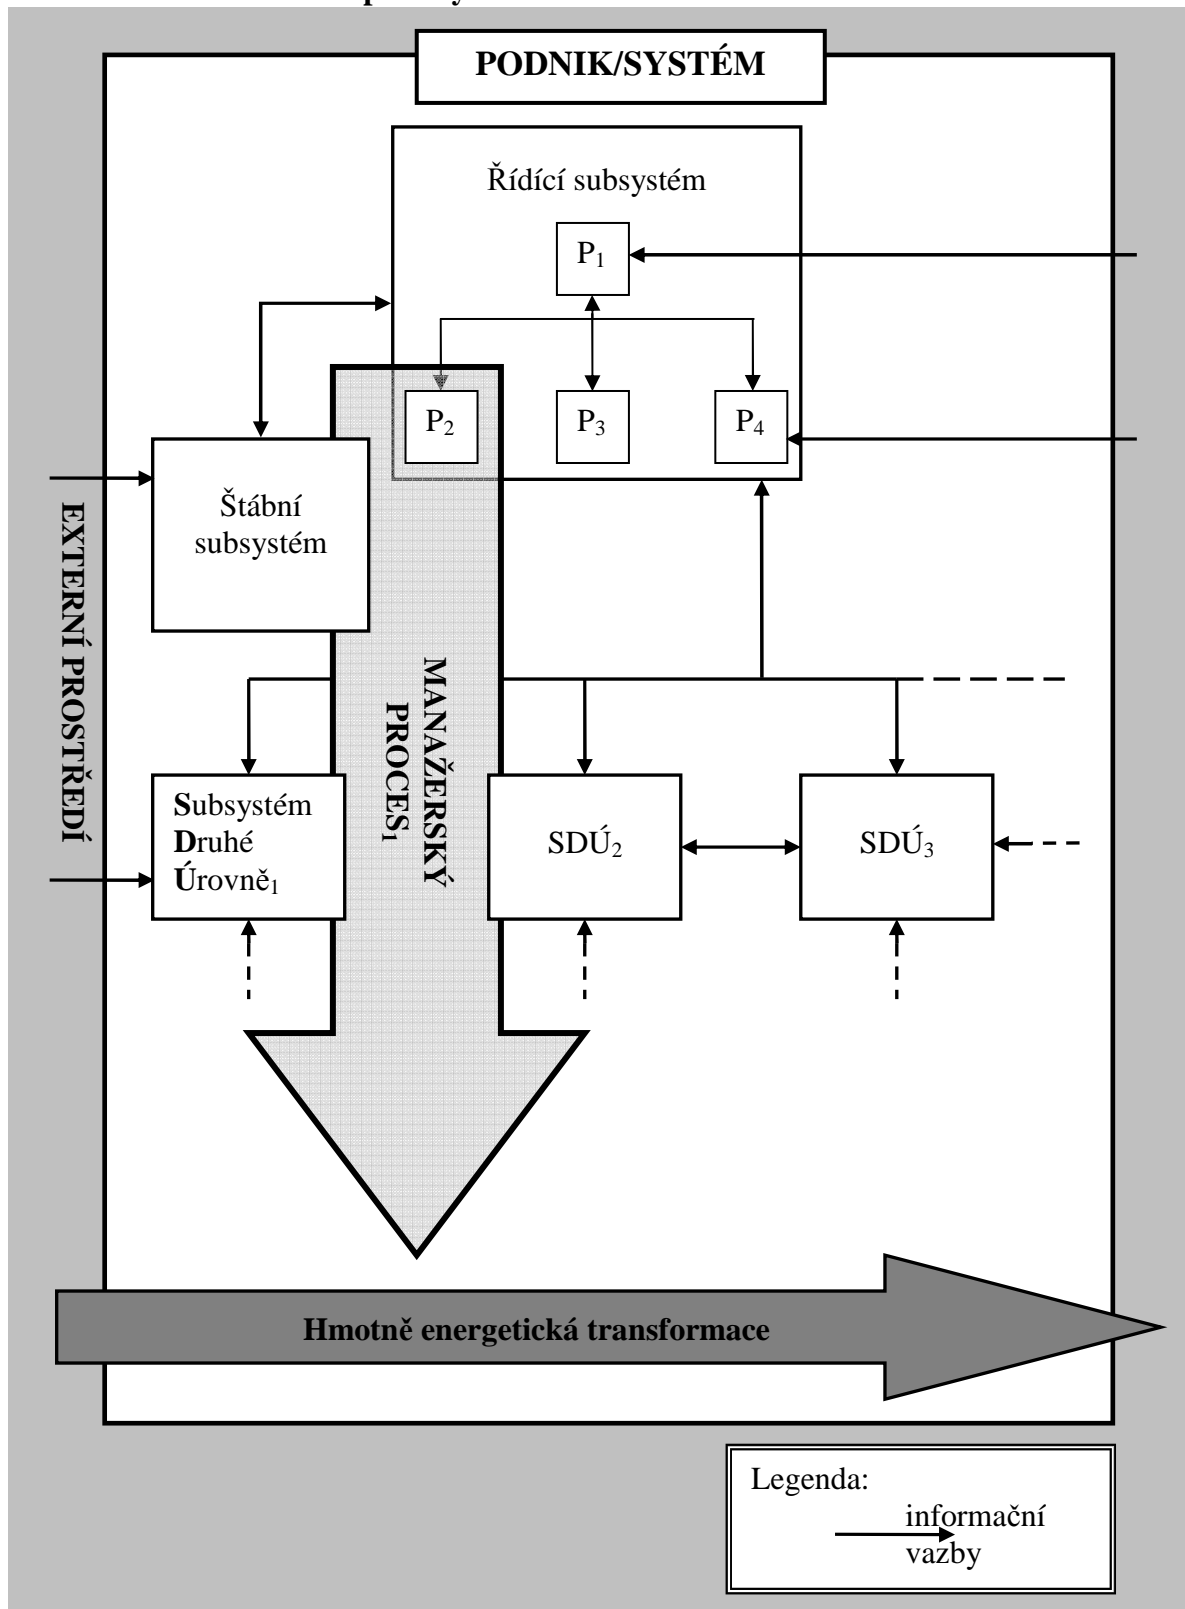 PODNIK/SYSTÉM
Řídící subsystém
P1
P2
P3
P4
Štábní
subsystém
EXTERNÍ PROSTŘEDÍ
MANAŽERSKÝ
PROCES1
Subsystém
Druhé
Úrovně1
SDÚ2
SDÚ3
Hmotně energetická transformace
Legenda:
informační
vazby